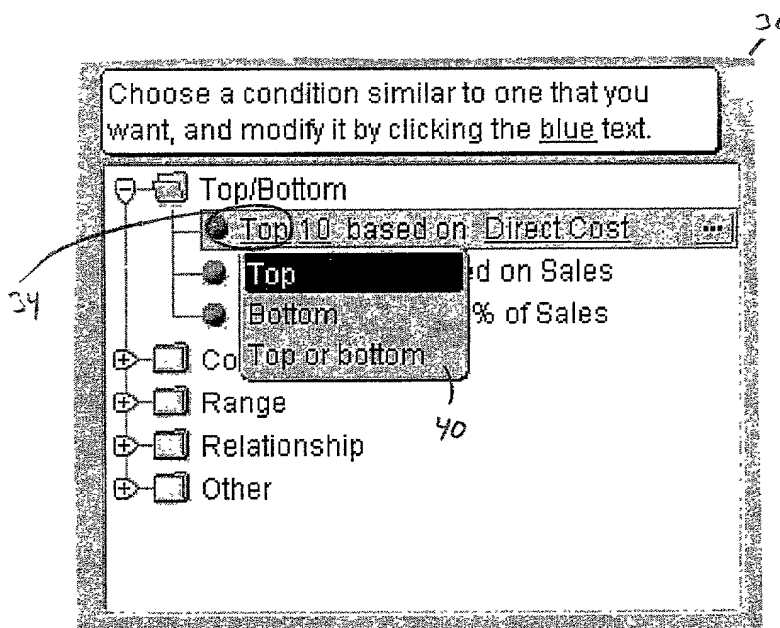 Choose a condition similar to one that you
want, and modify it by clicking the blue text.
Top/Bottom
Top 10 based on Direct Cost ...
Top
ed on Sales
Bottom
% of Sales
Top or bottom
Co
Range
Relationship
Other
34
40